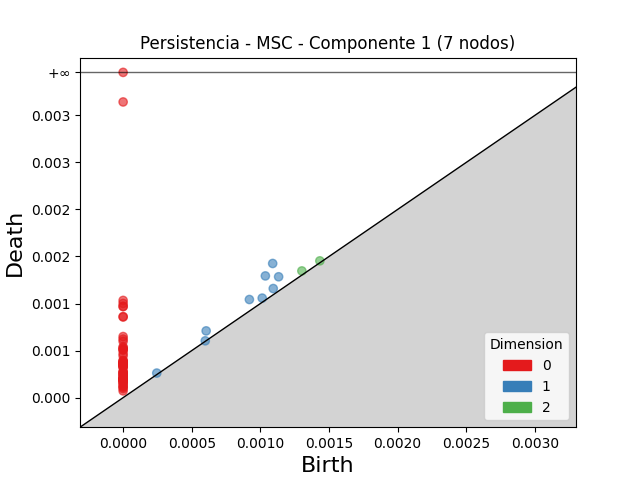 Persistencia - MSC - Componente 1 (7 nodos)
+∞
0.003
0.003
0.002
0.002
0.001
0.001
0.000
Death
Dimension
0
1
2
0.0000 0.0005 0.0010 0.0015 0.0020 0.0025 0.0030
Birth